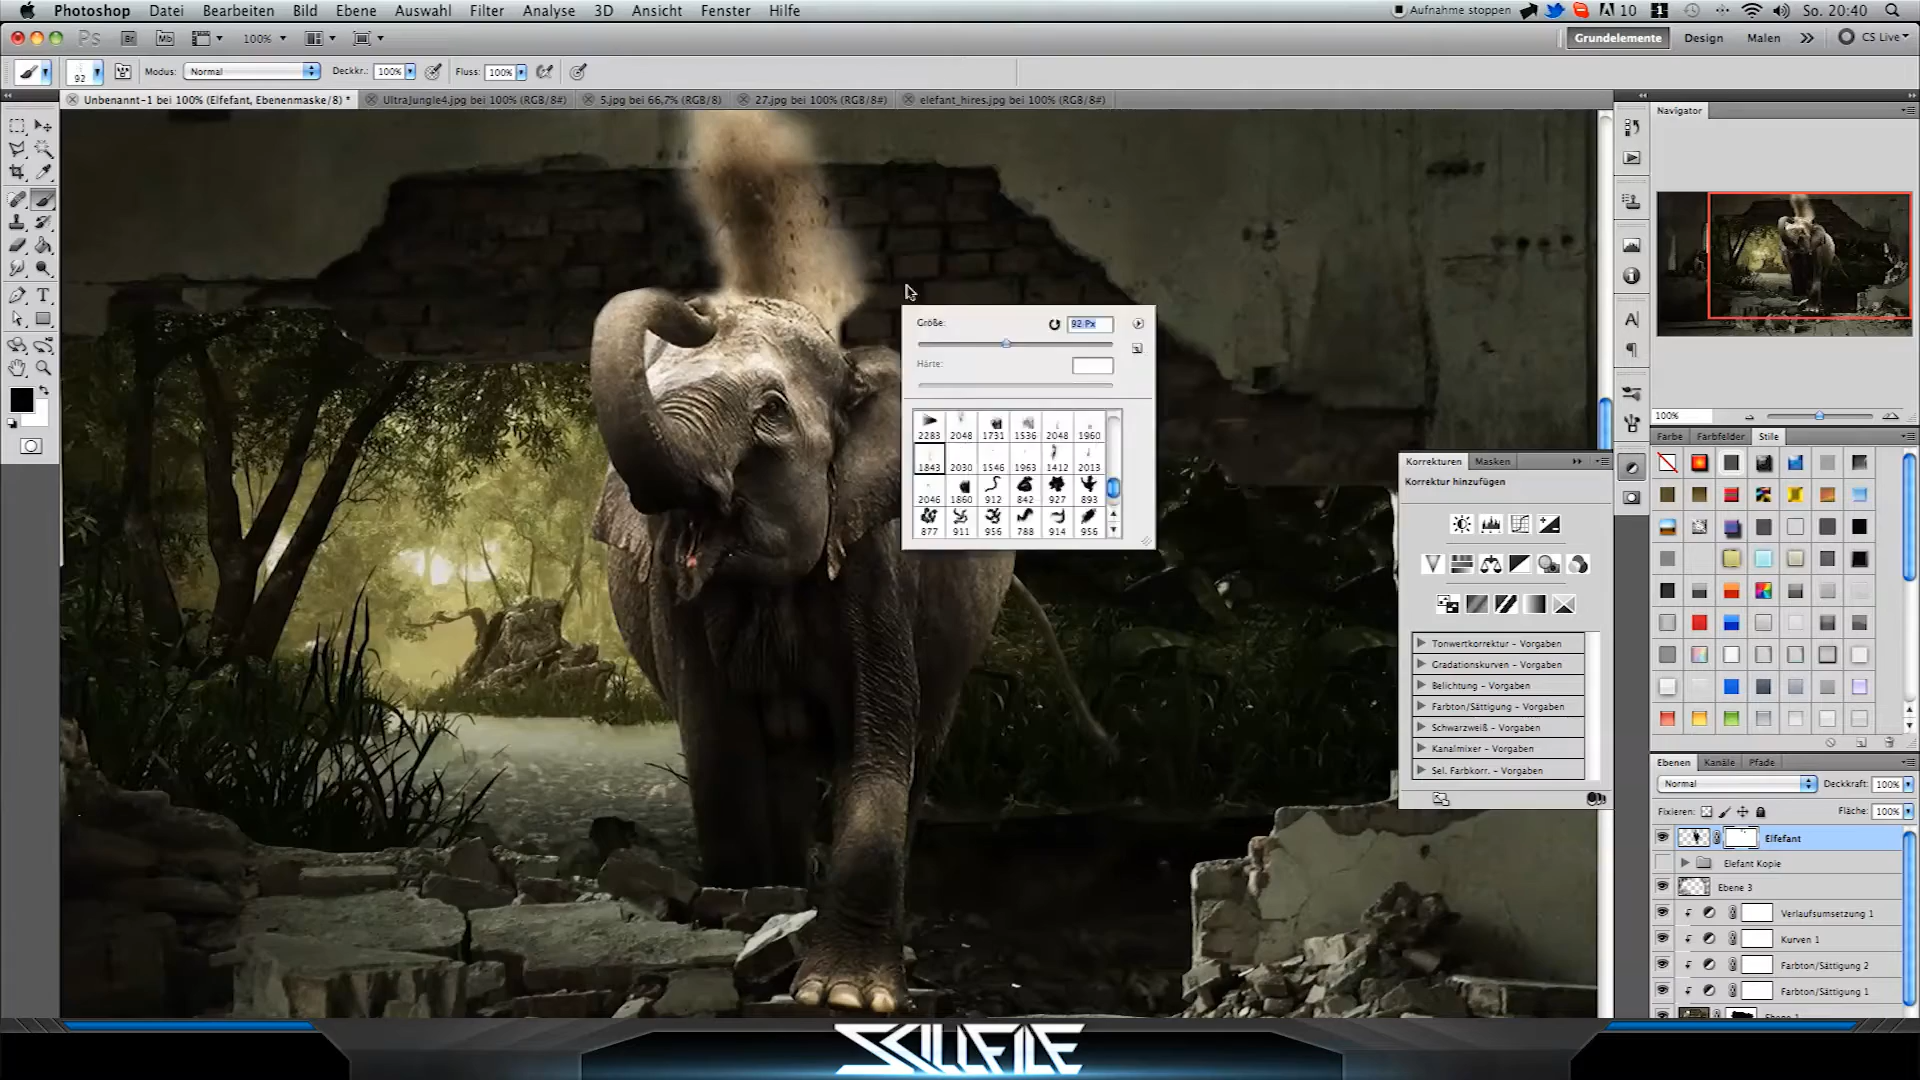 Photoshop Datei Bearbeiten Bild Ebene Auswahl Filter Analyse 3D Ansicht Fenster Hilfe
Aufnahme stoppen 10 So. 20:40
Ps Br Mb 100% Grundelemente Design Malen CS Live
92 Modus: Normal Deckkr.: 100% Fluss: 100%
Unbenannt-1 bei 100% (Elfefant, Ebenenmaske/8) * UltraJungle4.jpg bei 100% (RGB/8#) 5.jpg bei 66,7% (RGB/8) 27.jpg bei 100% (RGB/8#) elefant_hires.jpg bei 100% (RGB/8#)
Navigator
100%
Größe: 92 Px
Härte:
2283 2048 1731 1536 2048 1960
1843 2030 1546 1963 1412 2013
2046 1860 912 842 927 893
877 911 956 788 914 956
Farbe Farbfelder Stile
Korrekturen Masken
Korrektur hinzufügen
Tonwertkorrektur - Vorgaben
Gradationskurven - Vorgaben
Belichtung - Vorgaben
Farbton/Sättigung - Vorgaben
Schwarzweiß - Vorgaben
Kanalmixer - Vorgaben
Sel. Farbkorr. - Vorgaben
Ebenen Kanäle Pfade
Normal Deckkraft: 100%
Fixieren: Fläche: 100%
Elfefant
Elefant Kopie
Ebene 3
Verlaufsumsetzung 1
Kurven 1
Farbton/Sättigung 2
Farbton/Sättigung 1
SKILLFILE